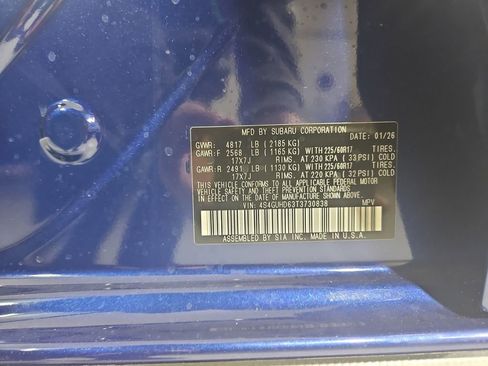 MFD BY SUBARU CORPORATION DATE: 01/26
GVWR: 4817 LB ( 2185 KG)
GAWR:F 2568 LB ( 1165 KG) WITH 225/60R17 TIRES.
17X7J RIMS. AT 230 KPA ( 33 PSI) COLD
GAWR:R 2491 LB ( 1130 KG) WITH 225/60R17 TIRES.
17X7J RIMS. AT 220 KPA ( 32 PSI) COLD
THIS VEHICLE CONFORMS TO ALL APPLICABLE FEDERAL MOTOR
VEHICLE SAFETY, BUMPER, AND THEFT PREVENTION STANDARDS
IN EFFECT ON THE DATE OF MANUFACTURE SHOWN ABOVE.
VIN: 4S4GUHD63T3730838 MPV
ASSEMBLED BY SIA INC. MADE IN U.S.A.